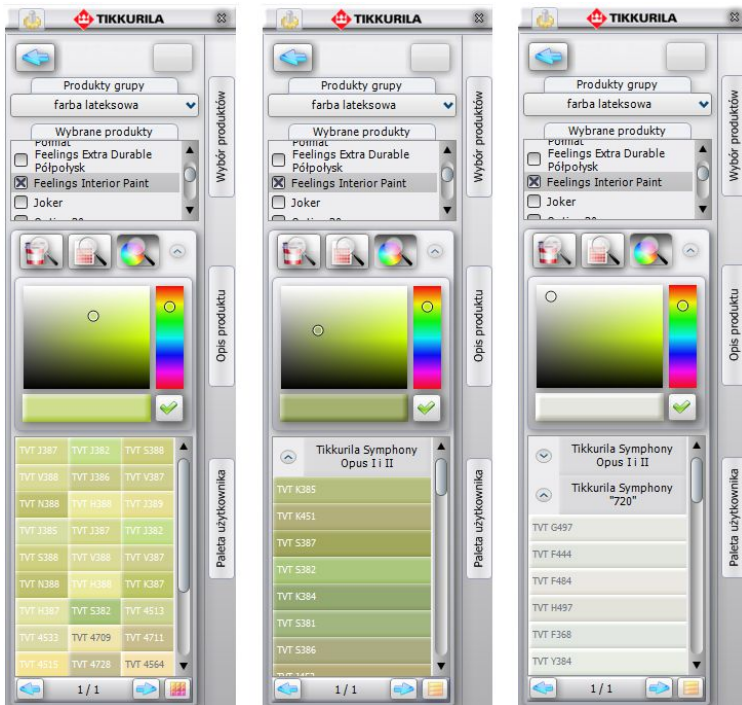 TIKKURILA
Produkty grupy
farba lateksowa
Wybrane produkty
Półmat
Feelings Extra Durable
Półpołysk
Feelings Interior Paint
Joker
Wybór produktów
Opis produktu
Paleta użytkownika
TVT J387 TVT J382 TVT S388
TVT V388 TVT J386 TVT V387
TVT N388 TVT H388 TVT J389
TVT J385 TVT J387 TVT J382
TVT S388 TVT V388 TVT V387
TVT N388 TVT H388 TVT K387
TVT H387 TVT S382 TVT 4513
TVT 4533 TVT 4709 TVT 4711
TVT 4515 TVT 4728 TVT 4564
1/1
TIKKURILA
Produkty grupy
farba lateksowa
Wybrane produkty
Półmat
Feelings Extra Durable
Półpołysk
Feelings Interior Paint
Joker
Wybór produktów
Opis produktu
Paleta użytkownika
Tikkurila Symphony
Opus I i II
TVT K385
TVT K451
TVT S387
TVT S382
TVT K384
TVT S381
TVT S386
1/1
TIKKURILA
Produkty grupy
farba lateksowa
Wybrane produkty
Półmat
Feelings Extra Durable
Półpołysk
Feelings Interior Paint
Joker
Wybór produktów
Opis produktu
Paleta użytkownika
Tikkurila Symphony
Opus I i II
Tikkurila Symphony
"720"
TVT G497
TVT F444
TVT F484
TVT H497
TVT F368
TVT Y384
1/1